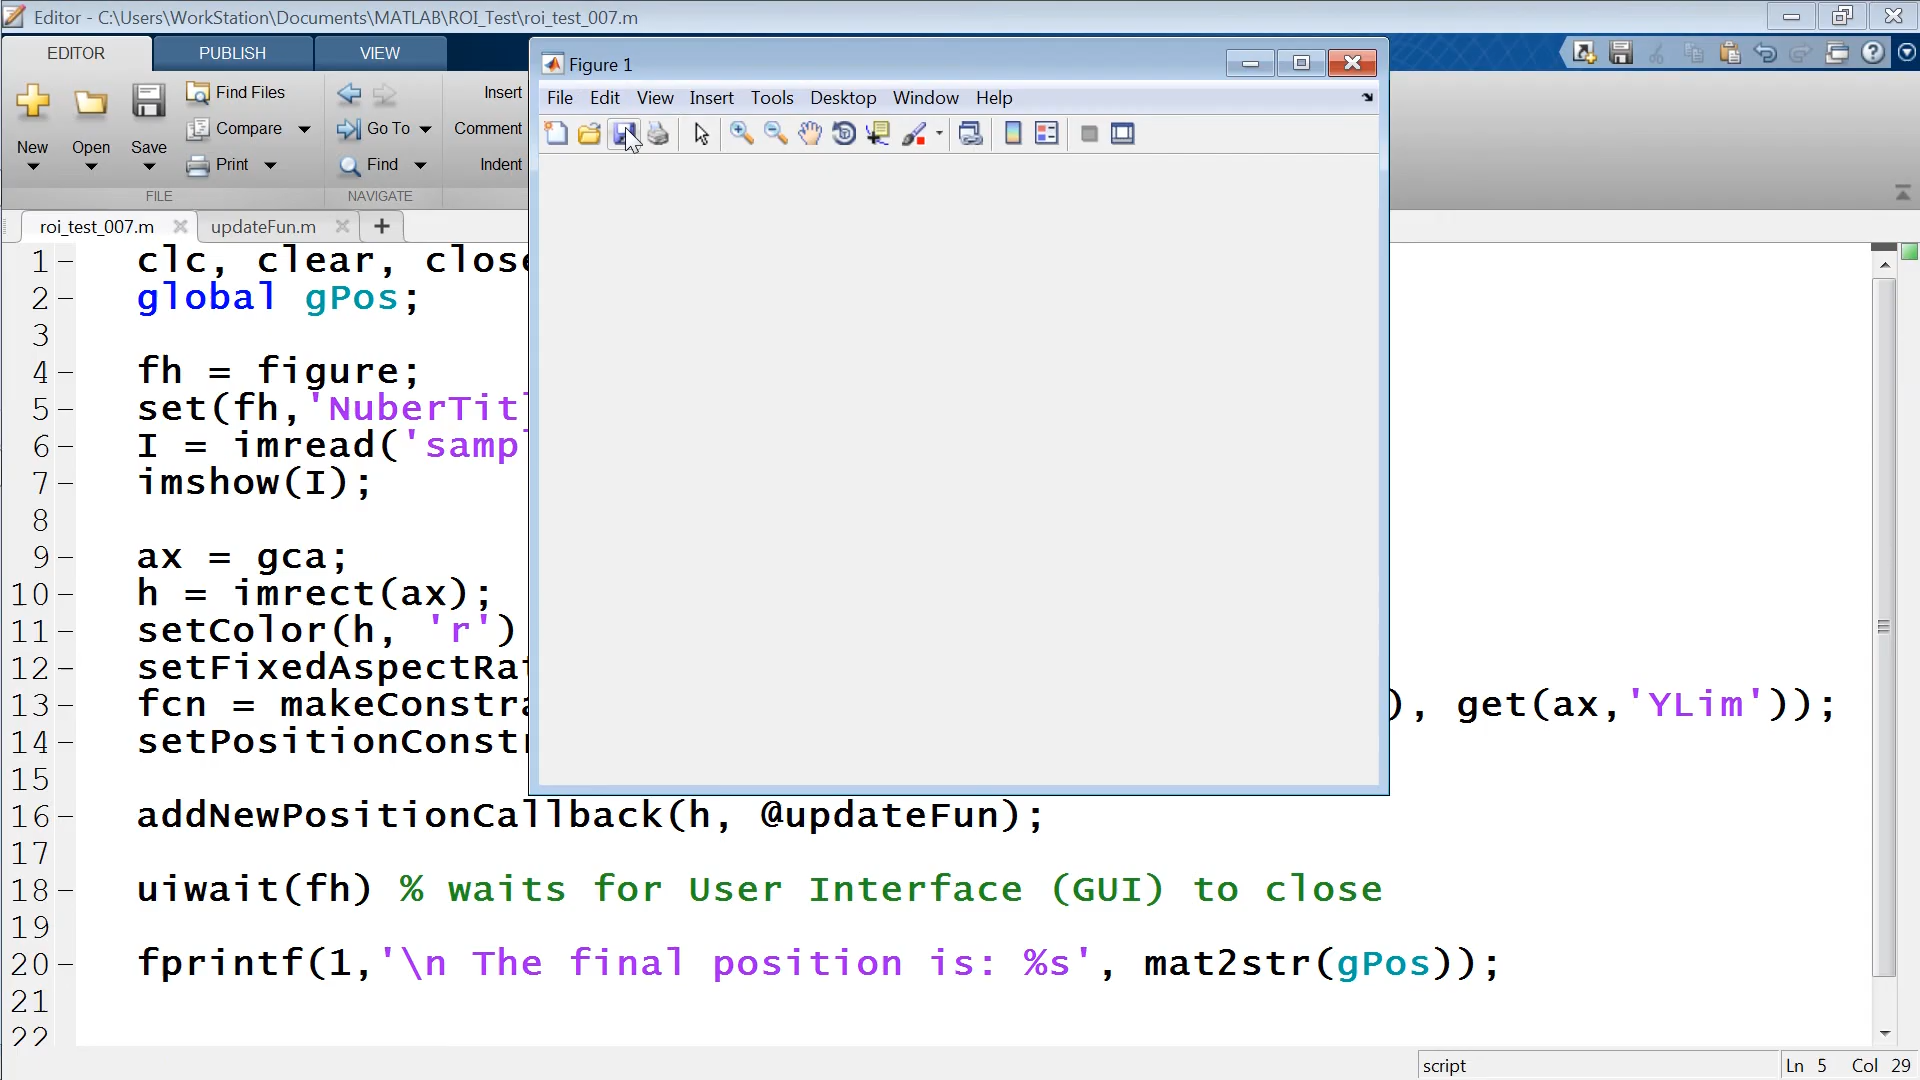 Editor - C:\Users\WorkStation\Documents\MATLAB\ROI_Test\roi_test_007.m
EDITOR PUBLISH VIEW
New Open Save
Find Files
Compare
Print
FILE
Go To
Find
NAVIGATE
Insert
Comment
Indent
Figure 1
File Edit View Insert Tools Desktop Window Help
roi_test_007.m updateFun.m
1 clc, clear, close
2 global gPos;
3
4 fh = figure;
5 set(fh,'NuberTitl
6 I = imread('samp
7 imshow(I);
8
9 ax = gca;
10 h = imrect(ax);
11 setColor(h, 'r')
12 setFixedAspectRat
13 fcn = makeConstra ), get(ax,'YLim'));
14 setPositionConstr
15
16 addNewPositionCallback(h, @updateFun);
17
18 uiwait(fh) % waits for User Interface (GUI) to close
19
20 fprintf(1,'\n The final position is: %s', mat2str(gPos));
21
22
script Ln 5 Col 29